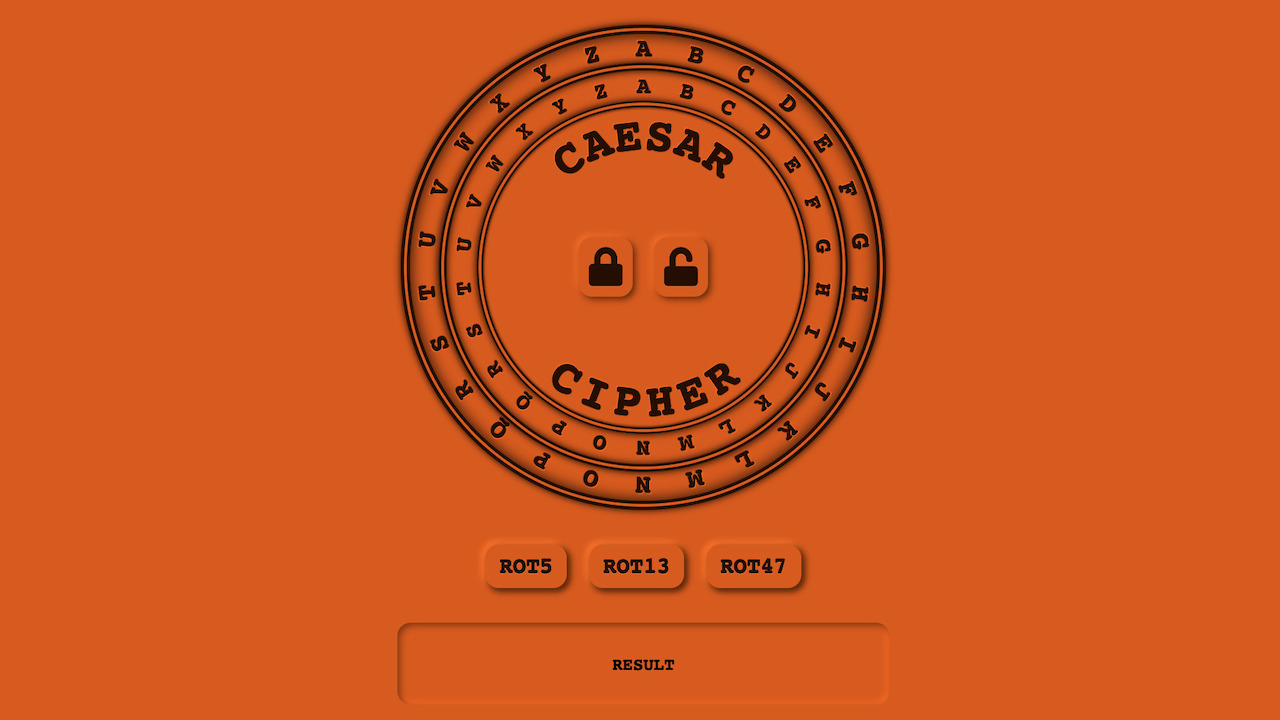 A B C D E F G H I J K L M N O P Q R S T U V W X Y Z
A B C D E F G H I J K L M N O P Q R S T U V W X Y Z
CAESAR
CIPHER
ROT5 ROT13 ROT47
RESULT